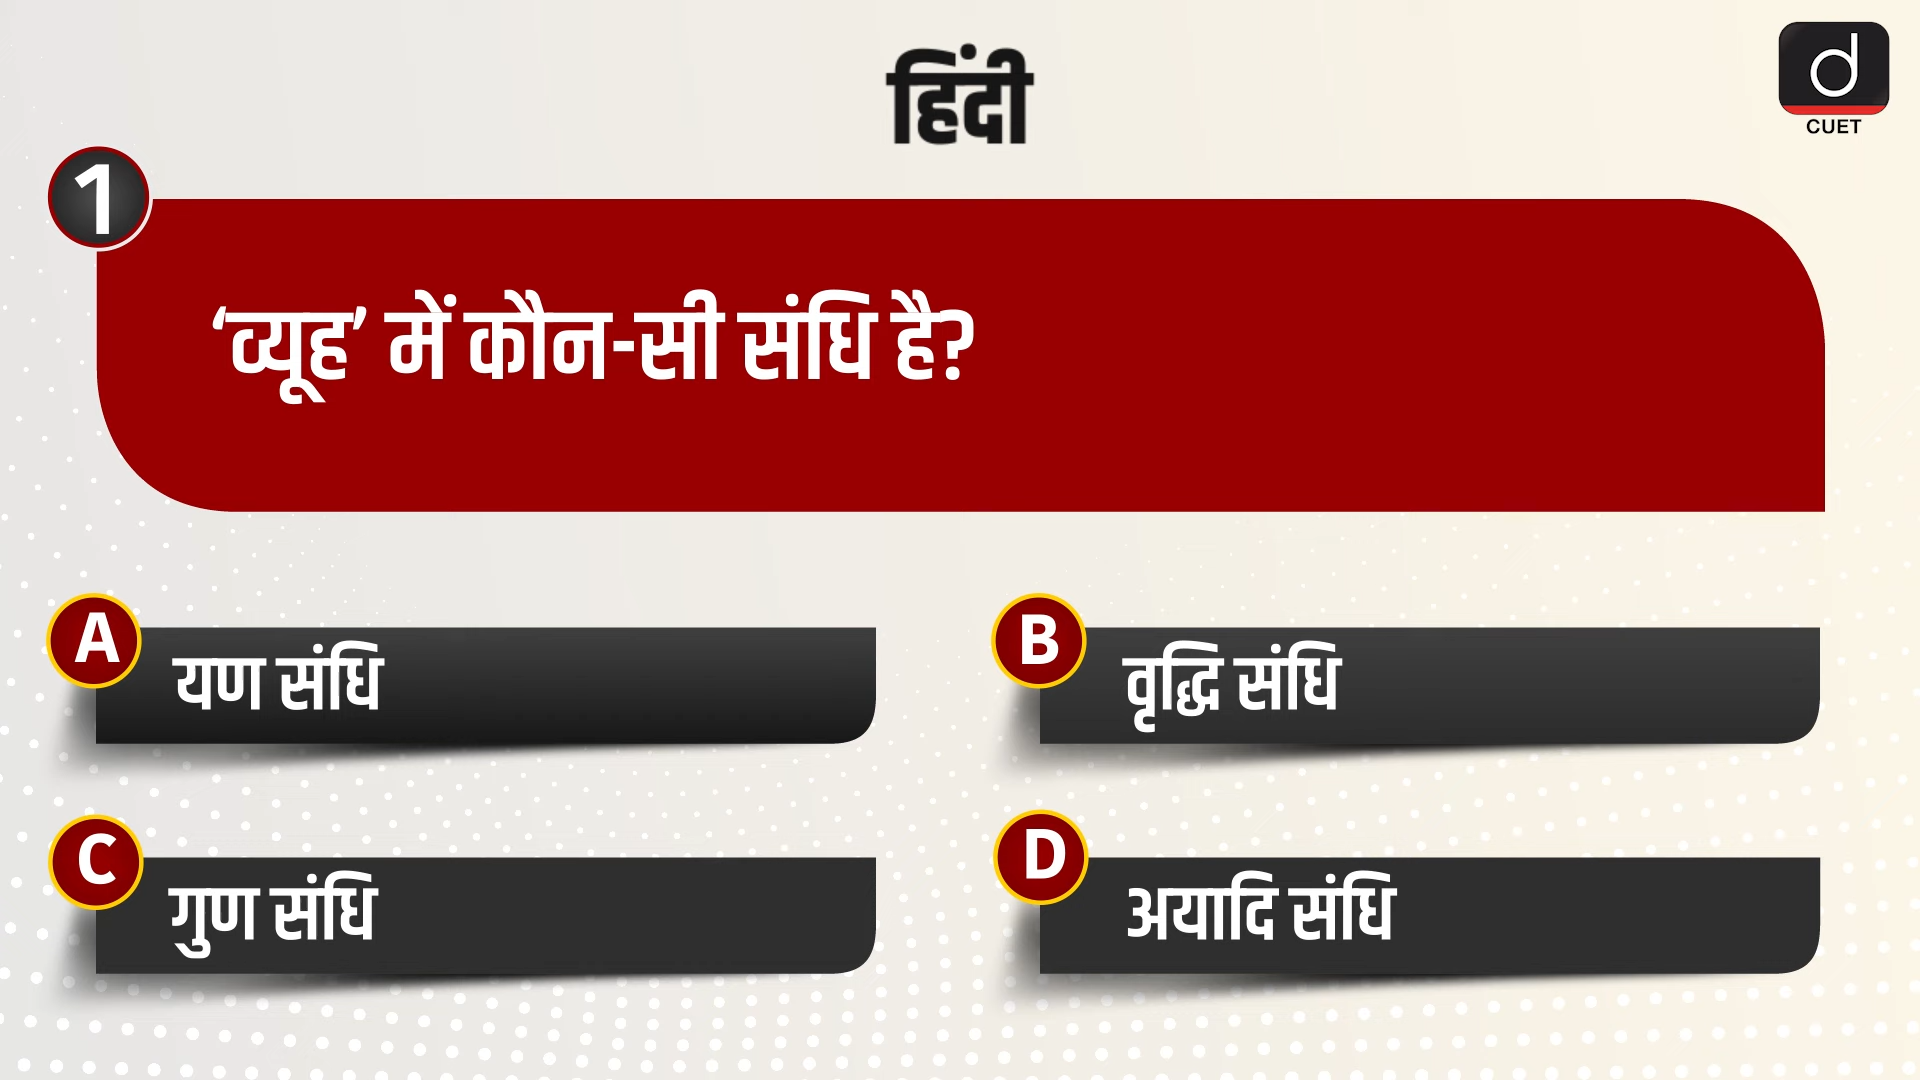 हिंदी
d
CUET
1
‘व्यूह’ में कौन-सी संधि है?
A
यण संधि
B
वृद्धि संधि
C
गुण संधि
D
अयादि संधि